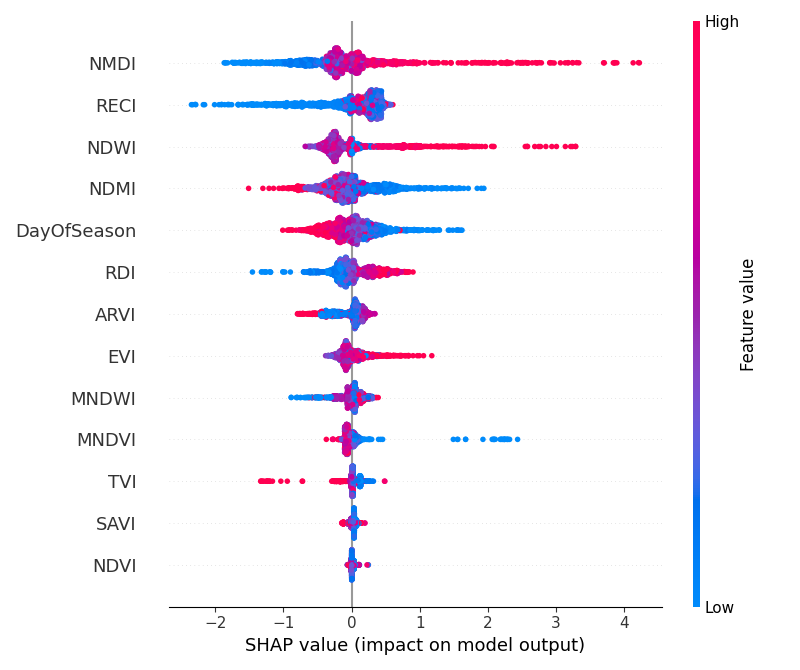 High
NMDI
RECI
NDWI
NDMI
DayOfSeason
RDI
ARVI
EVI
MNDWI
MNDVI
TVI
SAVI
NDVI
Feature value
Low
−2 −1 0 1 2 3 4
SHAP value (impact on model output)